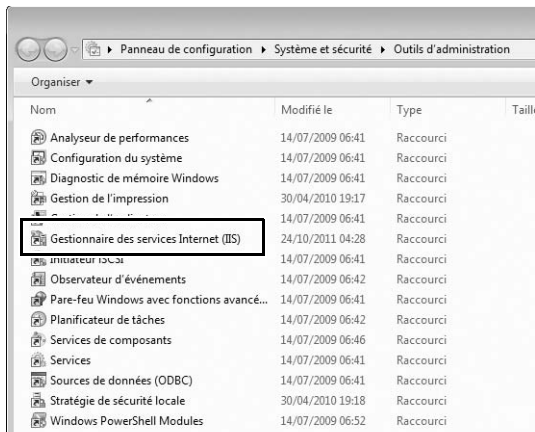 Panneau de configuration Système et sécurité Outils d'administration
Organiser
Nom Modifié le Type Taille
Analyseur de performances 14/07/2009 06:41 Raccourci
Configuration du système 14/07/2009 06:41 Raccourci
Diagnostic de mémoire Windows 14/07/2009 06:41 Raccourci
Gestion de l'impression 30/04/2010 19:17 Raccourci
14/07/2009 06:41 Raccourci
Gestionnaire des services Internet (IIS) 24/10/2011 04:28 Raccourci
Initiateur iSCSI 14/07/2009 06:41 Raccourci
Observateur d'événements 14/07/2009 06:42 Raccourci
Pare-feu Windows avec fonctions avancé... 14/07/2009 06:41 Raccourci
Planificateur de tâches 14/07/2009 06:42 Raccourci
Services de composants 14/07/2009 06:46 Raccourci
Services 14/07/2009 06:41 Raccourci
Sources de données (ODBC) 14/07/2009 06:41 Raccourci
Stratégie de sécurité locale 30/04/2010 19:18 Raccourci
Windows PowerShell Modules 14/07/2009 06:52 Raccourci